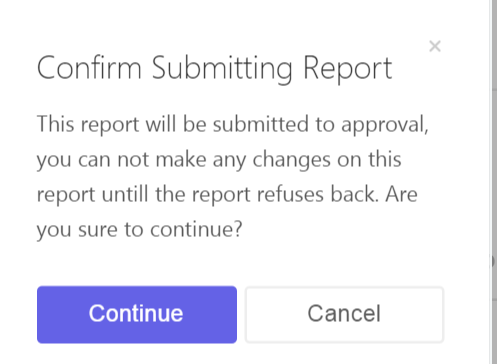 Confirm Submitting Report
This report will be submitted to approval,
you can not make any changes on this
report untill the report refuses back. Are
you sure to continue?
Continue
Cancel